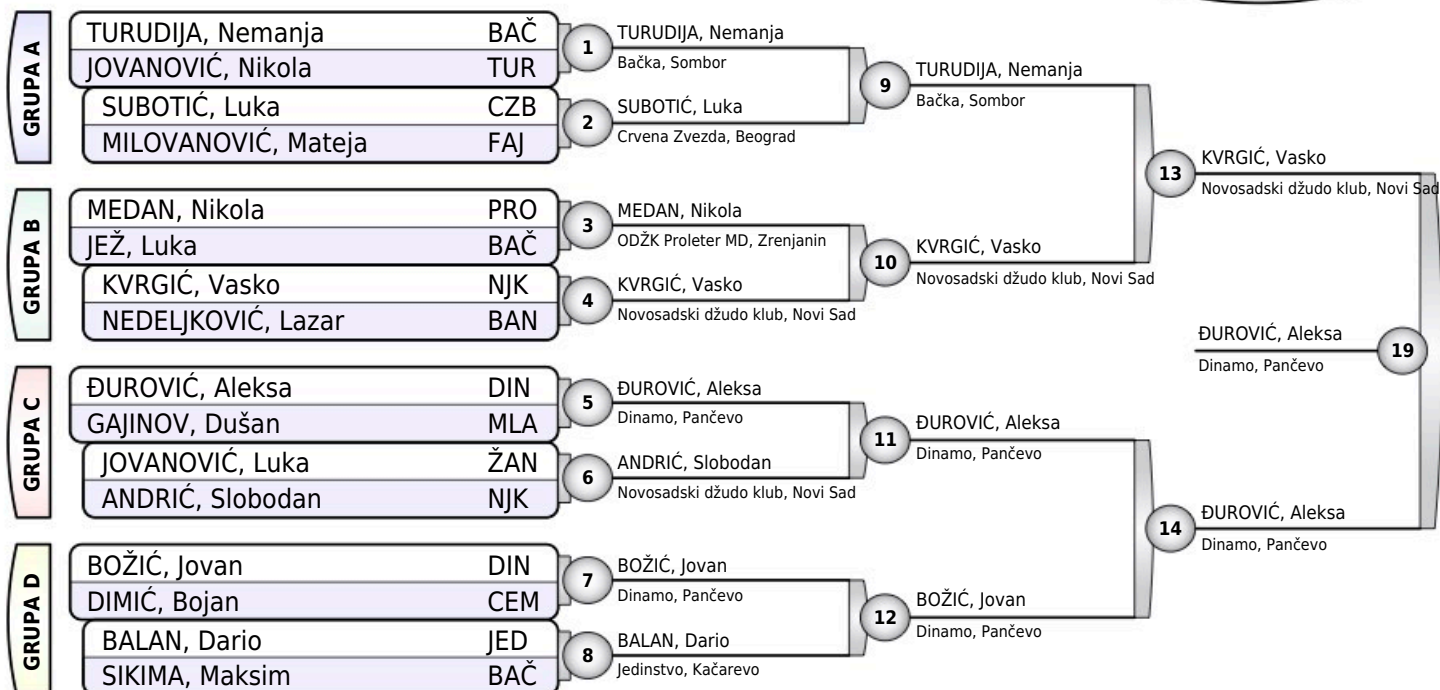 GRUPA A
TURUDIJA, Nemanja BAČ
JOVANOVIĆ, Nikola TUR
SUBOTIĆ, Luka CZB
MILOVANOVIĆ, Mateja FAJ
1
TURUDIJA, Nemanja
Bačka, Sombor
2
SUBOTIĆ, Luka
Crvena Zvezda, Beograd
9
TURUDIJA, Nemanja
Bačka, Sombor
GRUPA B
MEDAN, Nikola PRO
JEŽ, Luka BAČ
KVRGIĆ, Vasko NJK
NEDELJKOVIĆ, Lazar BAN
3
MEDAN, Nikola
ODŽK Proleter MD, Zrenjanin
4
KVRGIĆ, Vasko
Novosadski džudo klub, Novi Sad
10
KVRGIĆ, Vasko
Novosadski džudo klub, Novi Sad
13
KVRGIĆ, Vasko
Novosadski džudo klub, Novi Sad
GRUPA C
ĐUROVIĆ, Aleksa DIN
GAJINOV, Dušan MLA
JOVANOVIĆ, Luka ŽAN
ANDRIĆ, Slobodan NJK
5
ĐUROVIĆ, Aleksa
Dinamo, Pančevo
6
ANDRIĆ, Slobodan
Novosadski džudo klub, Novi Sad
11
ĐUROVIĆ, Aleksa
Dinamo, Pančevo
GRUPA D
BOŽIĆ, Jovan DIN
DIMIĆ, Bojan CEM
BALAN, Dario JED
SIKIMA, Maksim BAČ
7
BOŽIĆ, Jovan
Dinamo, Pančevo
8
BALAN, Dario
Jedinstvo, Kačarevo
12
BOŽIĆ, Jovan
Dinamo, Pančevo
14
ĐUROVIĆ, Aleksa
Dinamo, Pančevo
ĐUROVIĆ, Aleksa
Dinamo, Pančevo
19